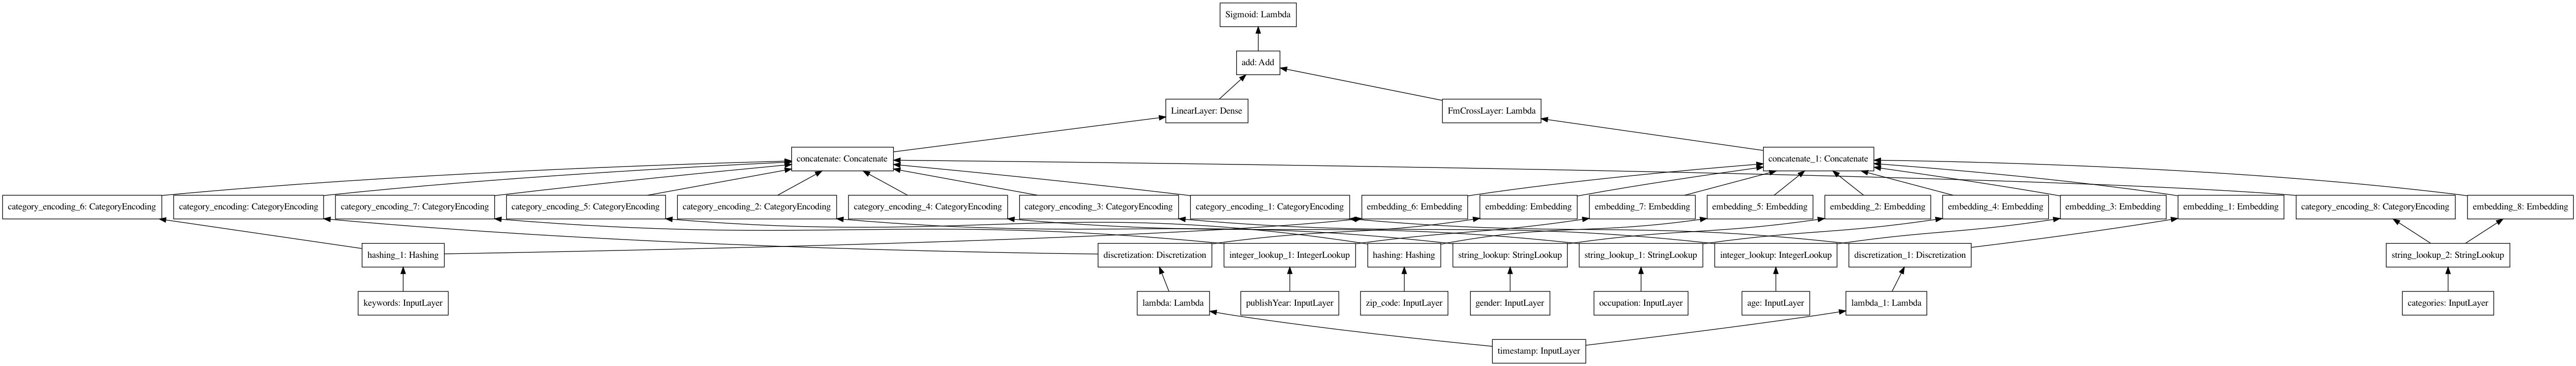 Sigmoid: Lambda
add: Add
LinearLayer: Dense
FmCrossLayer: Lambda
concatenate: Concatenate
concatenate_1: Concatenate
category_encoding_6: CategoryEncoding
category_encoding: CategoryEncoding
category_encoding_7: CategoryEncoding
category_encoding_5: CategoryEncoding
category_encoding_2: CategoryEncoding
category_encoding_4: CategoryEncoding
category_encoding_3: CategoryEncoding
category_encoding_1: CategoryEncoding
embedding_6: Embedding
embedding: Embedding
embedding_7: Embedding
embedding_5: Embedding
embedding_2: Embedding
embedding_4: Embedding
embedding_3: Embedding
embedding_1: Embedding
category_encoding_8: CategoryEncoding
embedding_8: Embedding
hashing_1: Hashing
discretization: Discretization
integer_lookup_1: IntegerLookup
hashing: Hashing
string_lookup: StringLookup
string_lookup_1: StringLookup
integer_lookup: IntegerLookup
discretization_1: Discretization
string_lookup_2: StringLookup
keywords: InputLayer
lambda: Lambda
publishYear: InputLayer
zip_code: InputLayer
gender: InputLayer
occupation: InputLayer
age: InputLayer
lambda_1: Lambda
categories: InputLayer
timestamp: InputLayer